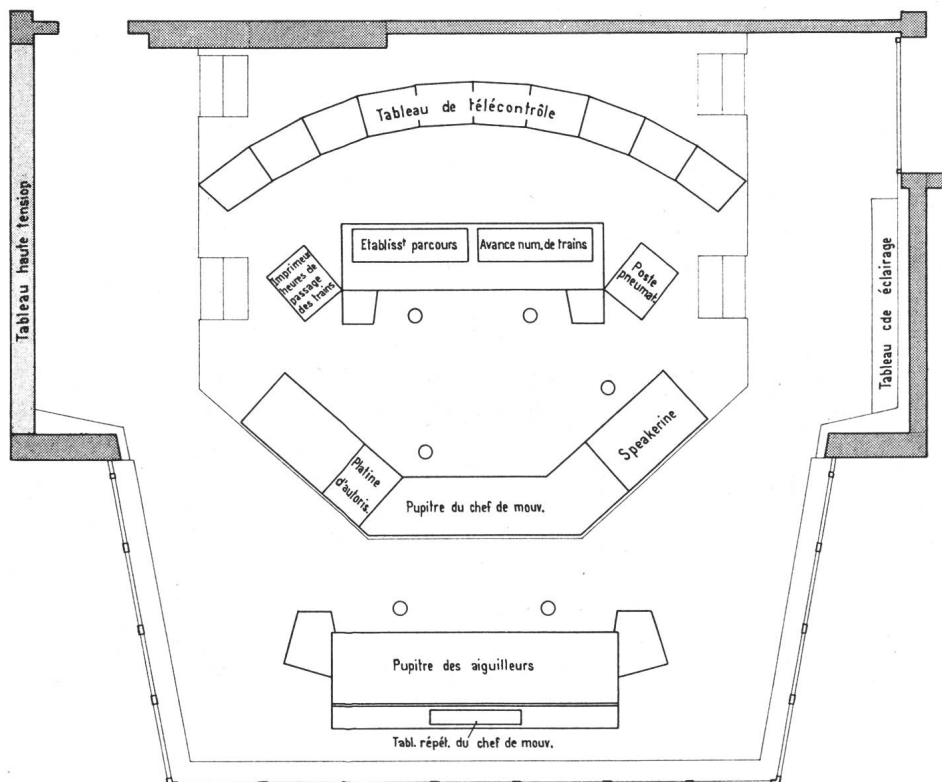 Tableau de télécontrôle
Tableau haute tension
Etablisst parcours
Avance num. de trains
Imprimeur
heures de
passage
des trains
Poste
pneumat.
Tableau cde éclairage
Platine
d'autoris.
Speakerine
Pupitre du chef de mouv.
Pupitre des aiguilleurs
Tabl. répét. du chef de mouv.